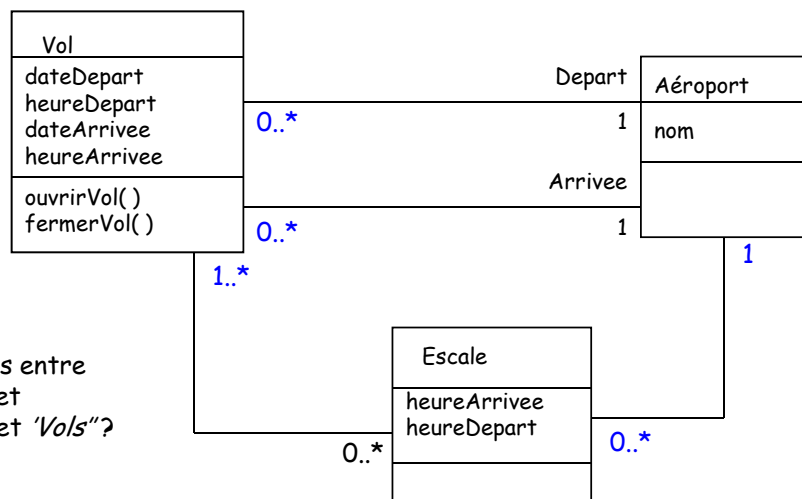 Vol
dateDepart
heureDepart
dateArrivee
heureArrivee
ouvrirVol( )
fermerVol( )
Depart
0..*
1
Arrivee
0..*
1
Aéroport
nom
1..*
1
s entre
et
et 'Vols"?
Escale
heureArrivee
heureDepart
0..*
0..*